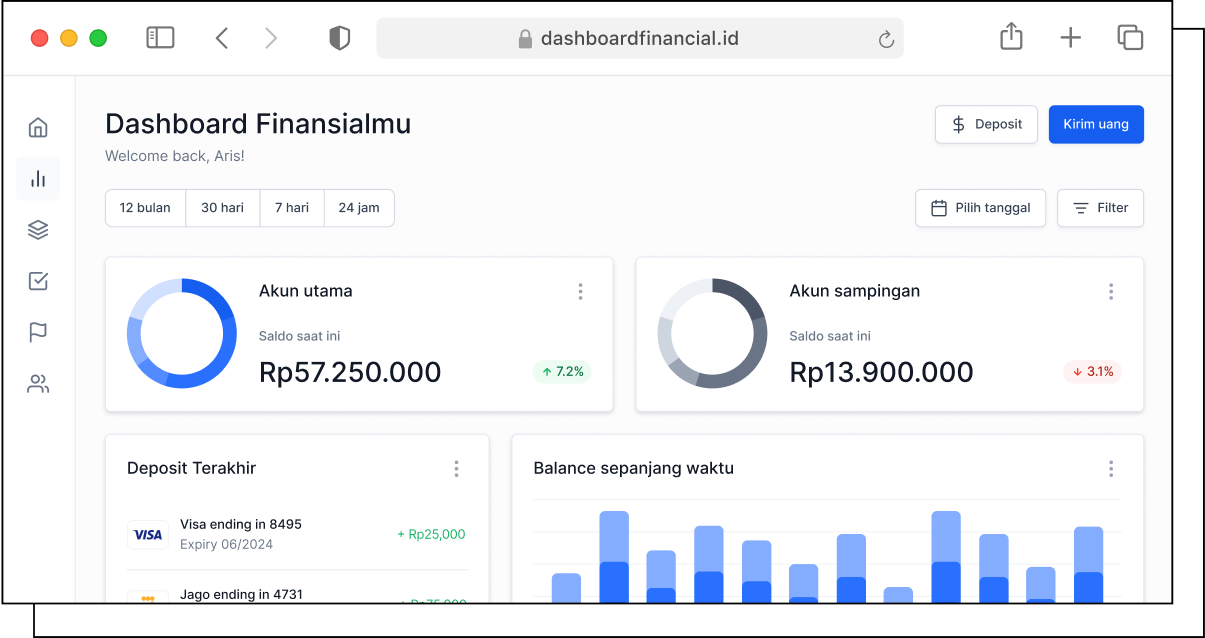 dashboardfinancial.id
Dashboard Finansialmu
Welcome back, Aris!
Deposit
Kirim uang
12 bulan
30 hari
7 hari
24 jam
Pilih tanggal
Filter
Akun utama
Saldo saat ini
Rp57.250.000
7.2%
Akun sampingan
Saldo saat ini
Rp13.900.000
3.1%
Deposit Terakhir
VISA
Visa ending in 8495
Expiry 06/2024
+ Rp25,000
Jago ending in 4731
+ Rp75,000
Balance sepanjang waktu